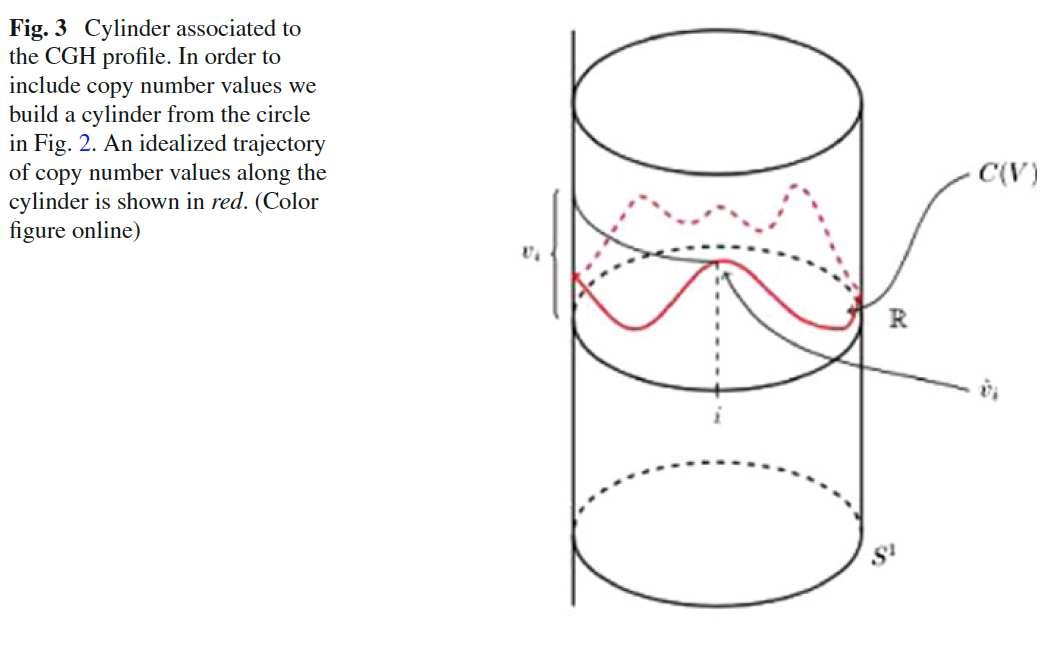 Fig. 3 Cylinder associated to
the CGH profile. In order to
include copy number values we
build a cylinder from the circle
in Fig. 2. An idealized trajectory
of copy number values along the
cylinder is shown in red. (Color
figure online)
C(V)
vᵢ
ℝ
v̂ᵢ
i
S¹